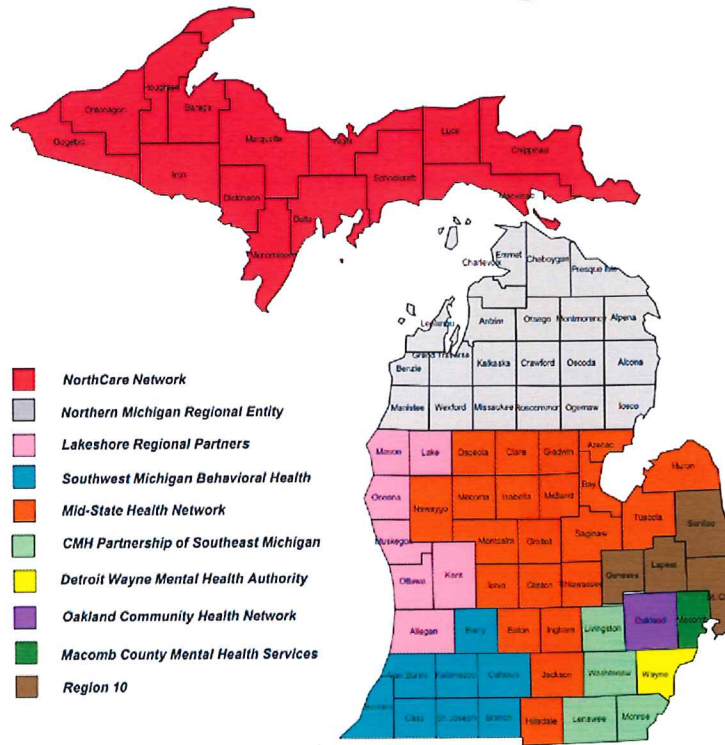 Houghton
Ontonagon
Baraga
Gogebic
Marquette
Alger
Luce
Chippewa
Iron
Schoolcraft
Mackinac
Dickinson
Delta
Menominee
Emmet
Cheboygan
Charlevoix
Presque Isle
Leelanau
Antrim
Otsego
Montmorency
Alpena
Grand Traverse
Benzie
Kalkaska
Crawford
Oscoda
Alcona
Manistee
Wexford
Missaukee
Roscommon
Ogemaw
Iosco
NorthCare Network
Northern Michigan Regional Entity
Lakeshore Regional Partners
Southwest Michigan Behavioral Health
Mid-State Health Network
CMH Partnership of Southeast Michigan
Detroit Wayne Mental Health Authority
Oakland Community Health Network
Macomb County Mental Health Services
Region 10
Mason
Lake
Osceola
Clare
Gladwin
Arenac
Huron
Oceana
Newaygo
Mecosta
Isabella
Midland
Bay
Tuscola
Sanilac
Muskegon
Montcalm
Gratiot
Saginaw
Lapeer
Genesee
Ottawa
Kent
Ionia
Clinton
Shiawassee
Allegan
Barry
Eaton
Ingham
Livingston
Oakland
Macomb
Van Buren
Kalamazoo
Calhoun
Jackson
Washtenaw
Wayne
Berrien
Cass
St. Joseph
Branch
Hillsdale
Lenawee
Monroe